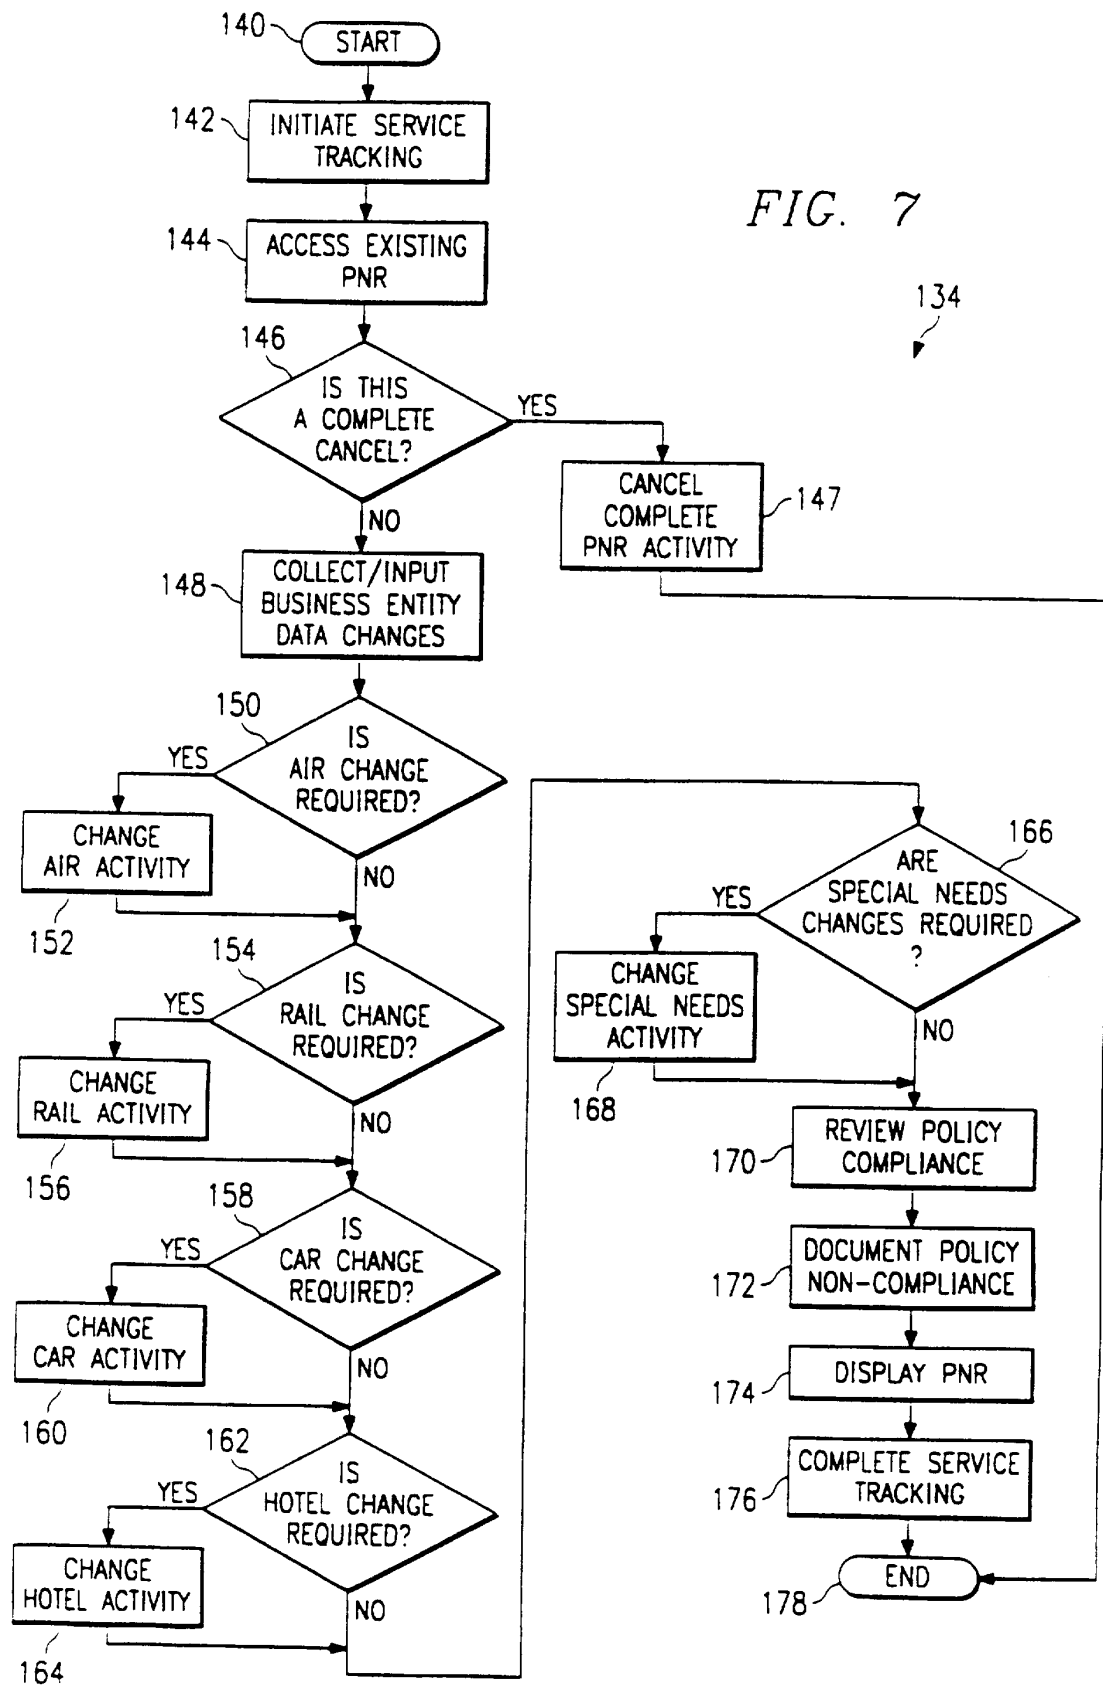 140
START
142
INITIATE SERVICE
TRACKING
FIG. 7
144
ACCESS EXISTING
PNR
134
146
IS THIS
A COMPLETE
CANCEL?
YES
CANCEL
COMPLETE
PNR ACTIVITY
147
NO
148
COLLECT/INPUT
BUSINESS ENTITY
DATA CHANGES
150
IS
AIR CHANGE
REQUIRED?
YES
CHANGE
AIR ACTIVITY
152
NO
154
IS
RAIL CHANGE
REQUIRED?
YES
CHANGE
RAIL ACTIVITY
156
NO
158
IS
CAR CHANGE
REQUIRED?
YES
CHANGE
CAR ACTIVITY
160
NO
162
IS
HOTEL CHANGE
REQUIRED?
YES
CHANGE
HOTEL ACTIVITY
164
NO
166
ARE
SPECIAL NEEDS
CHANGES REQUIRED
?
YES
CHANGE
SPECIAL NEEDS
ACTIVITY
168
NO
170
REVIEW POLICY
COMPLIANCE
172
DOCUMENT POLICY
NON-COMPLIANCE
174
DISPLAY PNR
176
COMPLETE SERVICE
TRACKING
178
END